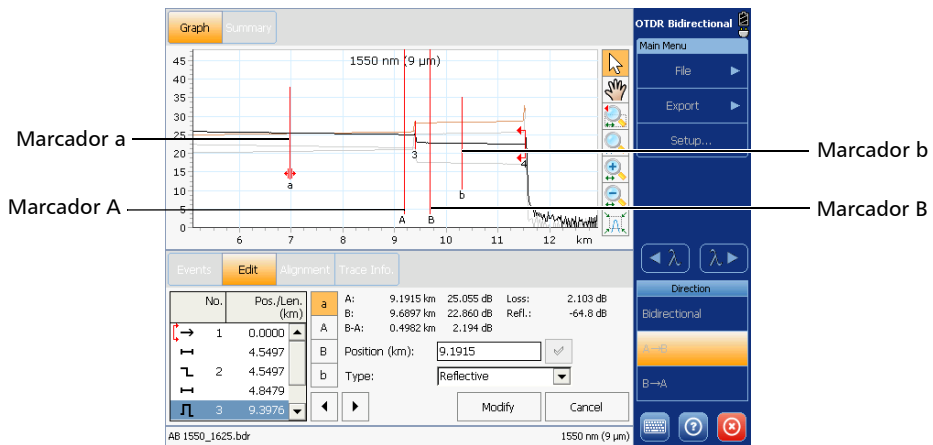 Graph Summary
OTDR Bidirectional
Main Menu
File
Export
Setup...
1550 nm (9 µm)
45
40
35
30
25
20
15
10
5
0
6 7 8 9 10 11 12 km
3
4
a
A
B
b
Marcador a
Marcador A
Marcador b
Marcador B
λ λ
Direction
Bidirectional
A→B
B→A
Events Edit Alignment Trace Info.
No. Pos./Len. (km)
1 0.0000
4.5497
2 4.5497
4.8479
3 9.3976
a
A
B
b
A: 9.1915 km 25.055 dB Loss: 2.103 dB
B: 9.6897 km 22.860 dB Refl.: -64.8 dB
B-A: 0.4982 km 2.194 dB
Position (km): 9.1915
Type: Reflective
Modify Cancel
AB 1550_1625.bdr
1550 nm (9 µm)